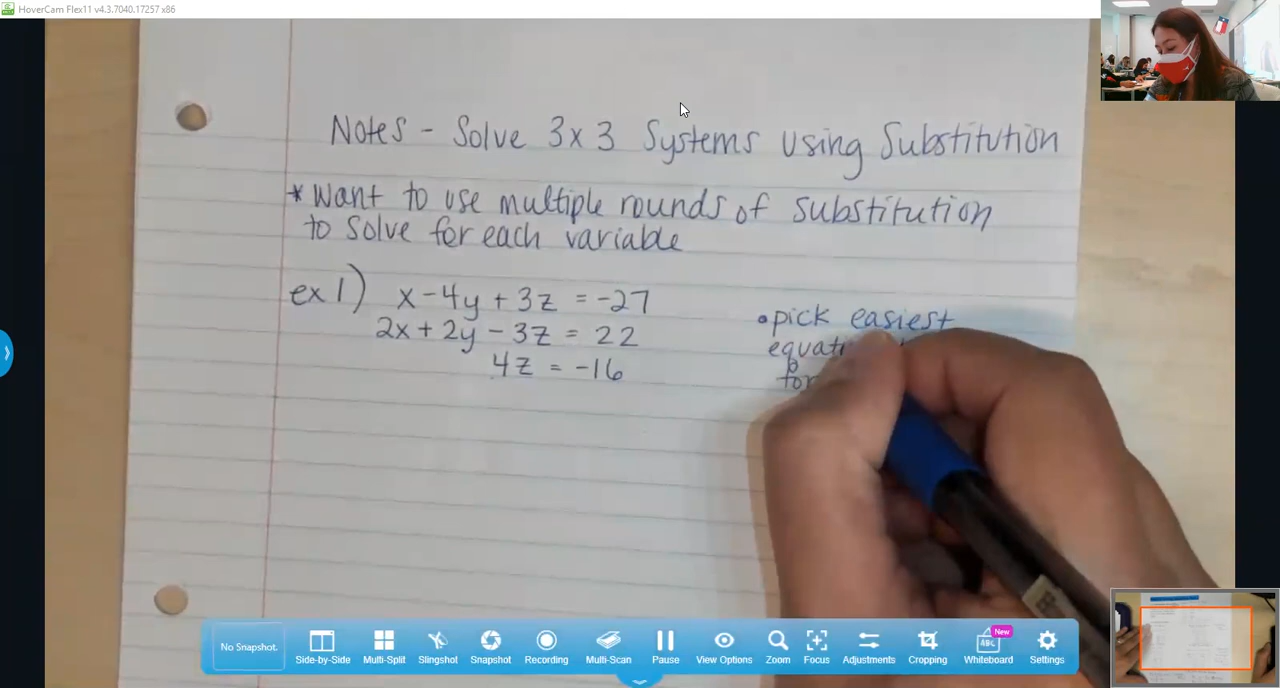 HoverCam Flex11 v4.3.7040.17257 x86
Notes - Solve 3x3 Systems Using Substitution
* Want to use multiple rounds of substitution
to solve for each variable
ex 1) x - 4y + 3z = -27
2x + 2y - 3z = 22
4z = -16
• pick easiest
No Snapshot.
Side-by-Side
Multi-Split
Slingshot
Snapshot
Recording
Multi-Scan
Pause
View Options
Zoom
Focus
Adjustments
Cropping
New
ABC
Whiteboard
Settings